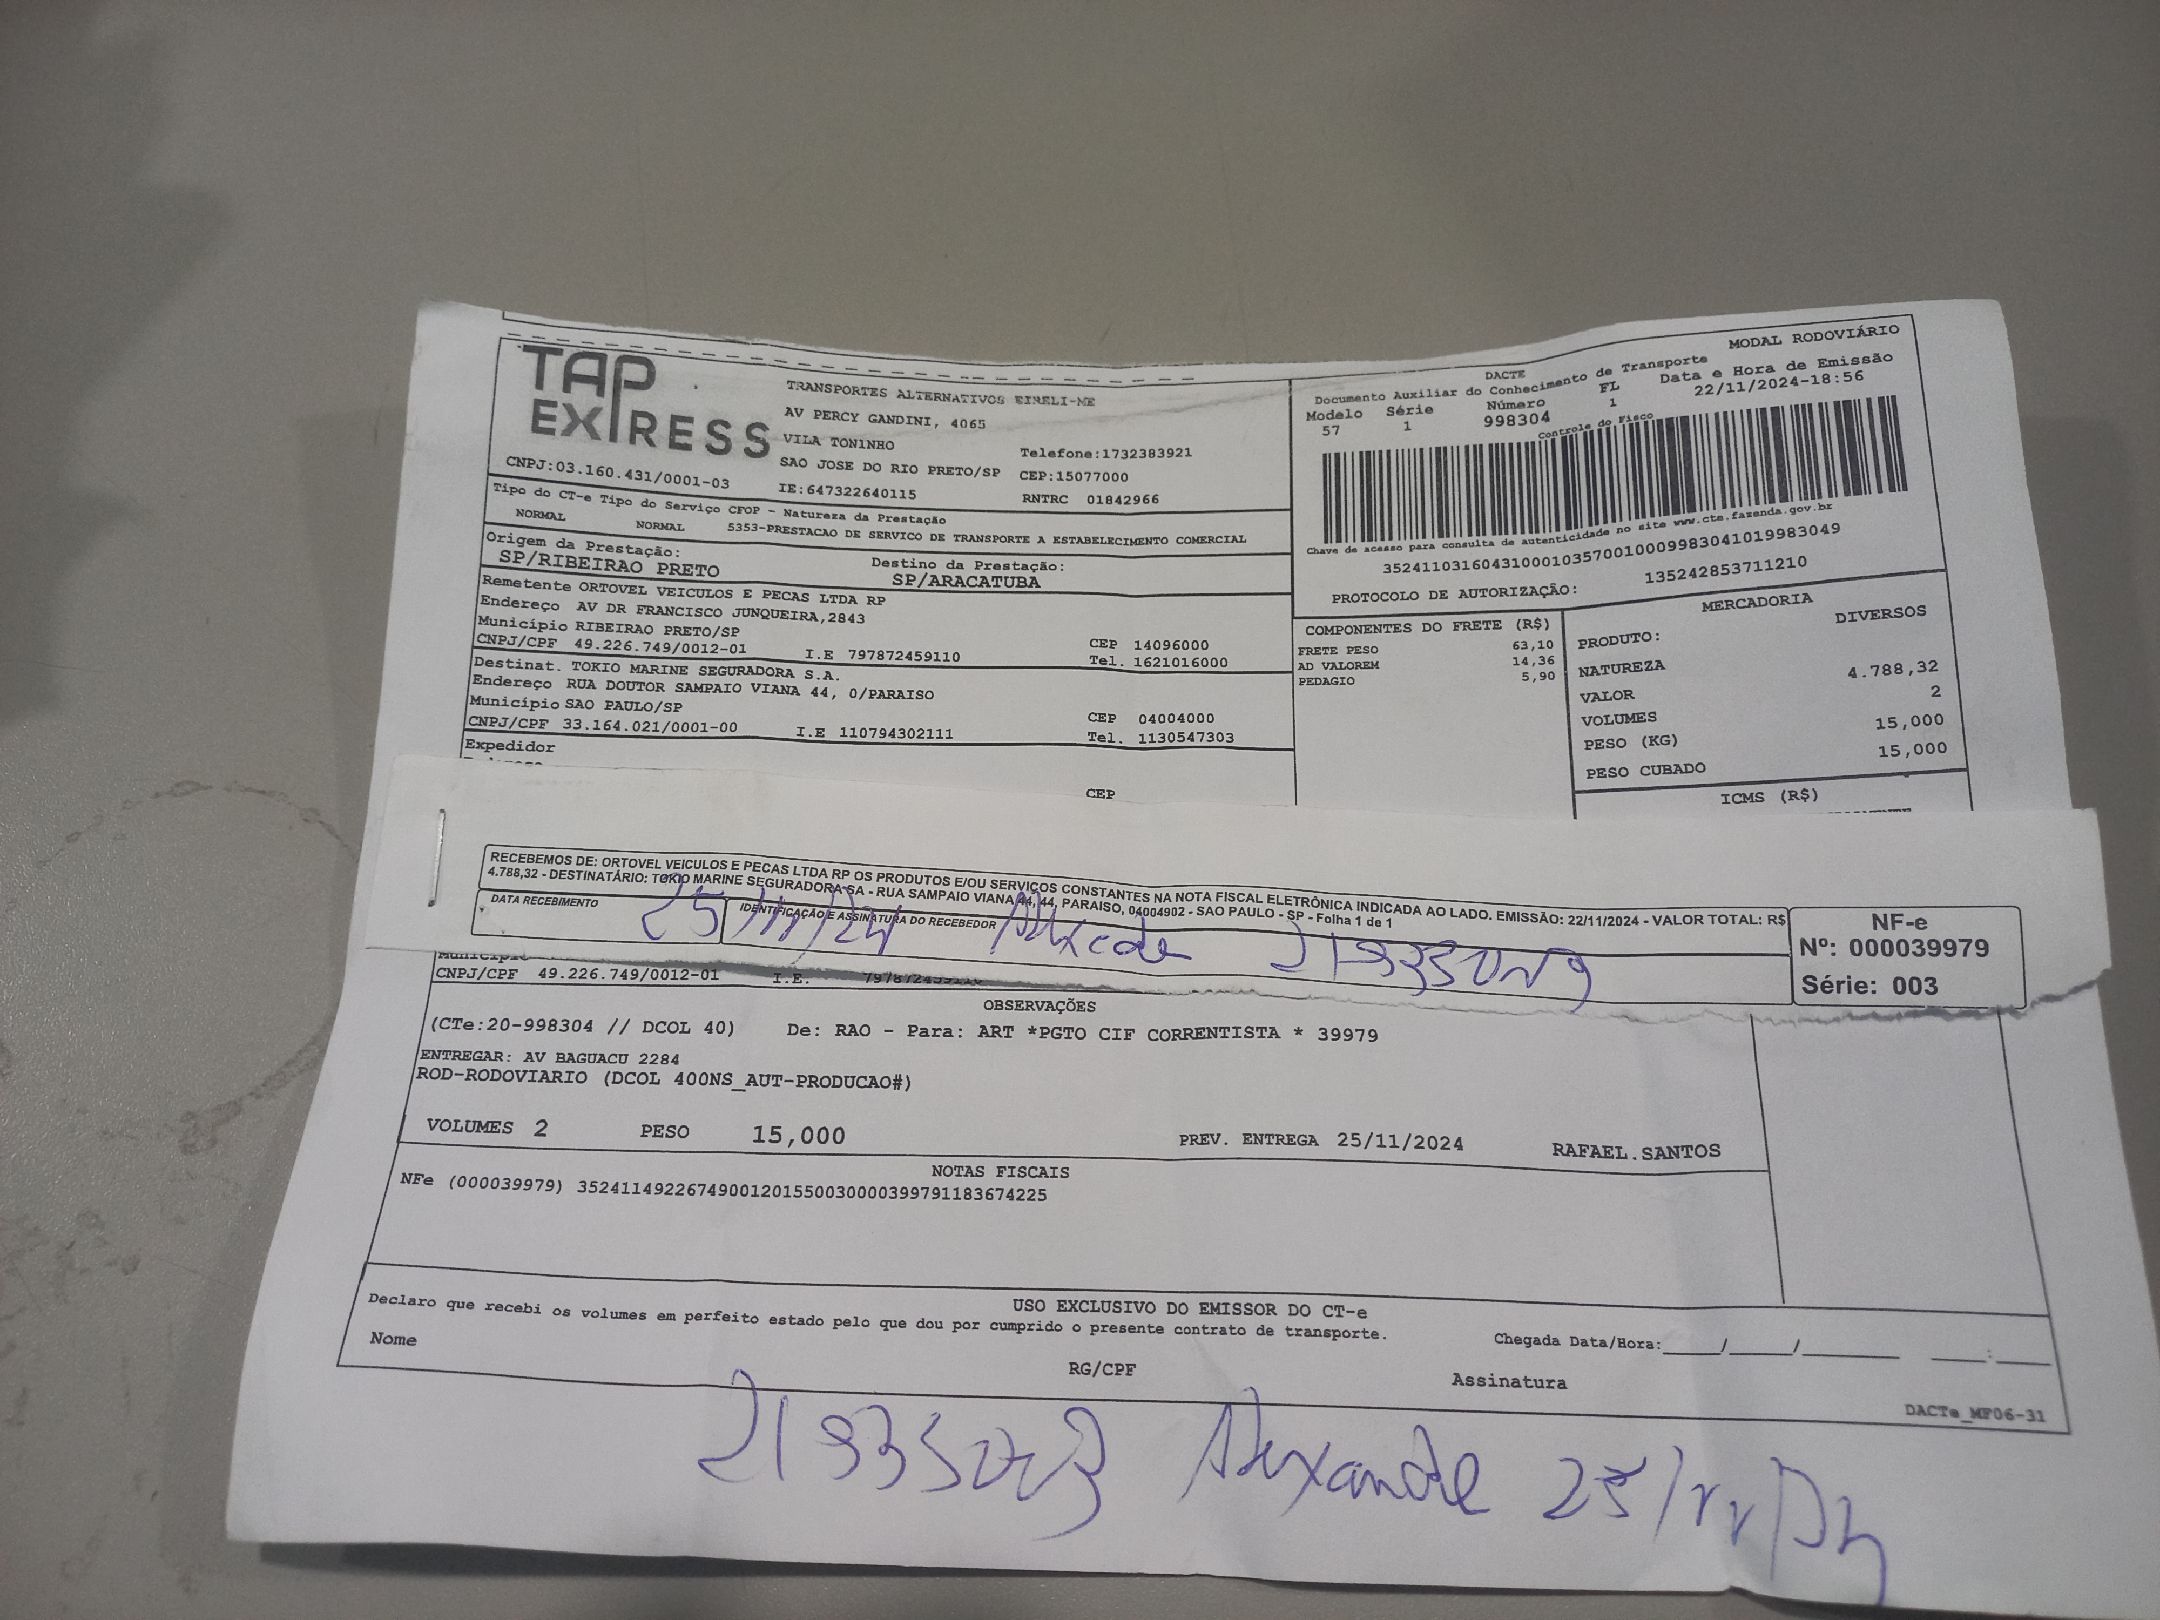 TAP EXPRESS
TRANSPORTES ALTERNATIVOS EIRELI-ME
AV PERCY GANDINI, 4065
VILA TONINHO
SAO JOSE DO RIO PRETO/SP
IE:647322640115
Telefone:1732383921
CEP:15077000
RNTRC 01842966
CNPJ:03.160.431/0001-03
Tipo do CT-e Tipo do Serviço CFOP - Natureza da Prestação
NORMAL NORMAL 5353-PRESTACAO DE SERVICO DE TRANSPORTE A ESTABELECIMENTO COMERCIAL
Origem da Prestação: Destino da Prestação:
SP/RIBEIRAO PRETO SP/ARACATUBA
Remetente ORTOVEL VEICULOS E PECAS LTDA RP
Endereço AV DR FRANCISCO JUNQUEIRA,2843
Município RIBEIRAO PRETO/SP CEP 14096000
CNPJ/CPF 49.226.749/0012-01 I.E 797872459110 Tel. 1621016000
Destinat. TOKIO MARINE SEGURADORA S.A.
Endereço RUA DOUTOR SAMPAIO VIANA 44, 0/PARAISO
Município SAO PAULO/SP CEP 04004000
CNPJ/CPF 33.164.021/0001-00 I.E 110794302111 Tel. 1130547303
Expedidor
CEP
MODAL RODOVIÁRIO
DACTE
Documento Auxiliar do Conhecimento de Transporte
Modelo Série Número FL Data e Hora de Emissão
57 1 998304 1 22/11/2024-18:56
Controle do Fisco
Chave de acesso para consulta de autenticidade no site www.cte.fazenda.gov.br
35241103160431000103570010009983041019983049
PROTOCOLO DE AUTORIZAÇÃO: 135242853711210
COMPONENTES DO FRETE (R$)
FRETE PESO 63,10
AD VALOREM 14,36
PEDAGIO 5,90
MERCADORIA
PRODUTO: DIVERSOS
NATUREZA
VALOR 4.788,32
VOLUMES 2
PESO (KG) 15,000
PESO CUBADO 15,000
ICMS (R$)
RECEBEMOS DE: ORTOVEL VEICULOS E PECAS LTDA RP OS PRODUTOS E/OU SERVIÇOS CONSTANTES NA NOTA FISCAL ELETRÔNICA INDICADA AO LADO. EMISSÃO: 22/11/2024 - VALOR TOTAL: R$
4.788,32 - DESTINATÁRIO: TOKIO MARINE SEGURADORA SA - RUA SAMPAIO VIANA 44, 44, PARAISO, 04004902 - SAO PAULO - SP - Folha 1 de 1
DATA RECEBIMENTO IDENTIFICAÇÃO E ASSINATURA DO RECEBEDOR
NF-e
Nº: 000039979
Série: 003
Município
CNPJ/CPF 49.226.749/0012-01 I.E. 797872459110
OBSERVAÇÕES
(CTe:20-998304 // DCOL 40) De: RAO - Para: ART *PGTO CIF CORRENTISTA * 39979
ENTREGAR: AV BAGUACU 2284
ROD-RODOVIARIO (DCOL 400NS_AUT-PRODUCAO#)
VOLUMES 2 PESO 15,000 PREV. ENTREGA 25/11/2024 RAFAEL.SANTOS
NOTAS FISCAIS
NFe (000039979) 35241149226749001201550030000399791183674225
USO EXCLUSIVO DO EMISSOR DO CT-e
Declaro que recebi os volumes em perfeito estado pelo que dou por cumprido o presente contrato de transporte.
Nome RG/CPF Assinatura Chegada Data/Hora:_____/_____/_______ ____:____
DACTe_MF06-31
Alexandre